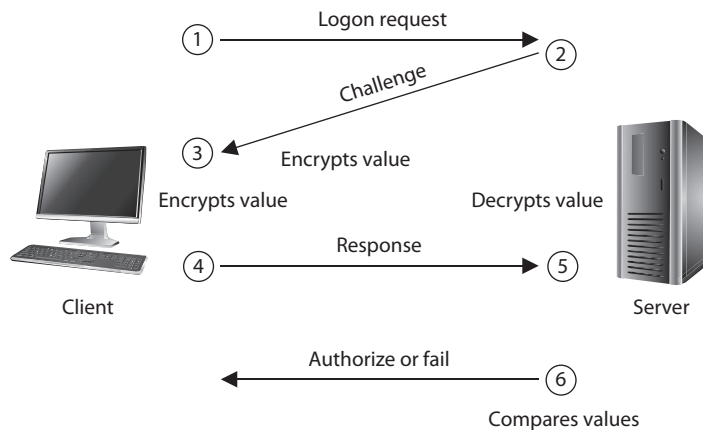 Logon request
1
2
Challenge
3
Encrypts value
Encrypts value
Decrypts value
Response
4
5
Client
Server
Authorize or fail
6
Compares values